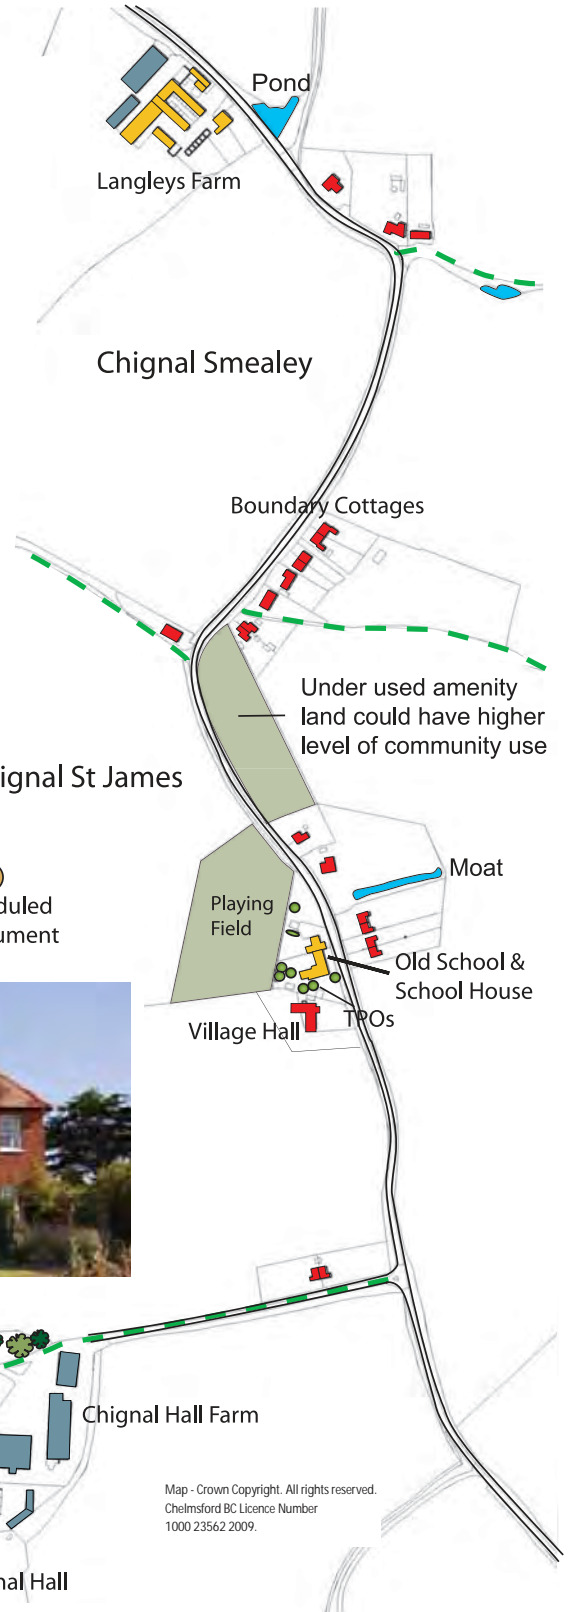 Pond
Langleys Farm
Chignal Smealey
Boundary Cottages
Under used amenity
land could have higher
level of community use
ignal St James
Moat
duled
ument
Playing
Field
Old School &
School House
TPOs
Village Hall
Chignal Hall Farm
Map - Crown Copyright. All rights reserved.
Chelmsford BC Licence Number
1000 23562 2009.
nal Hall